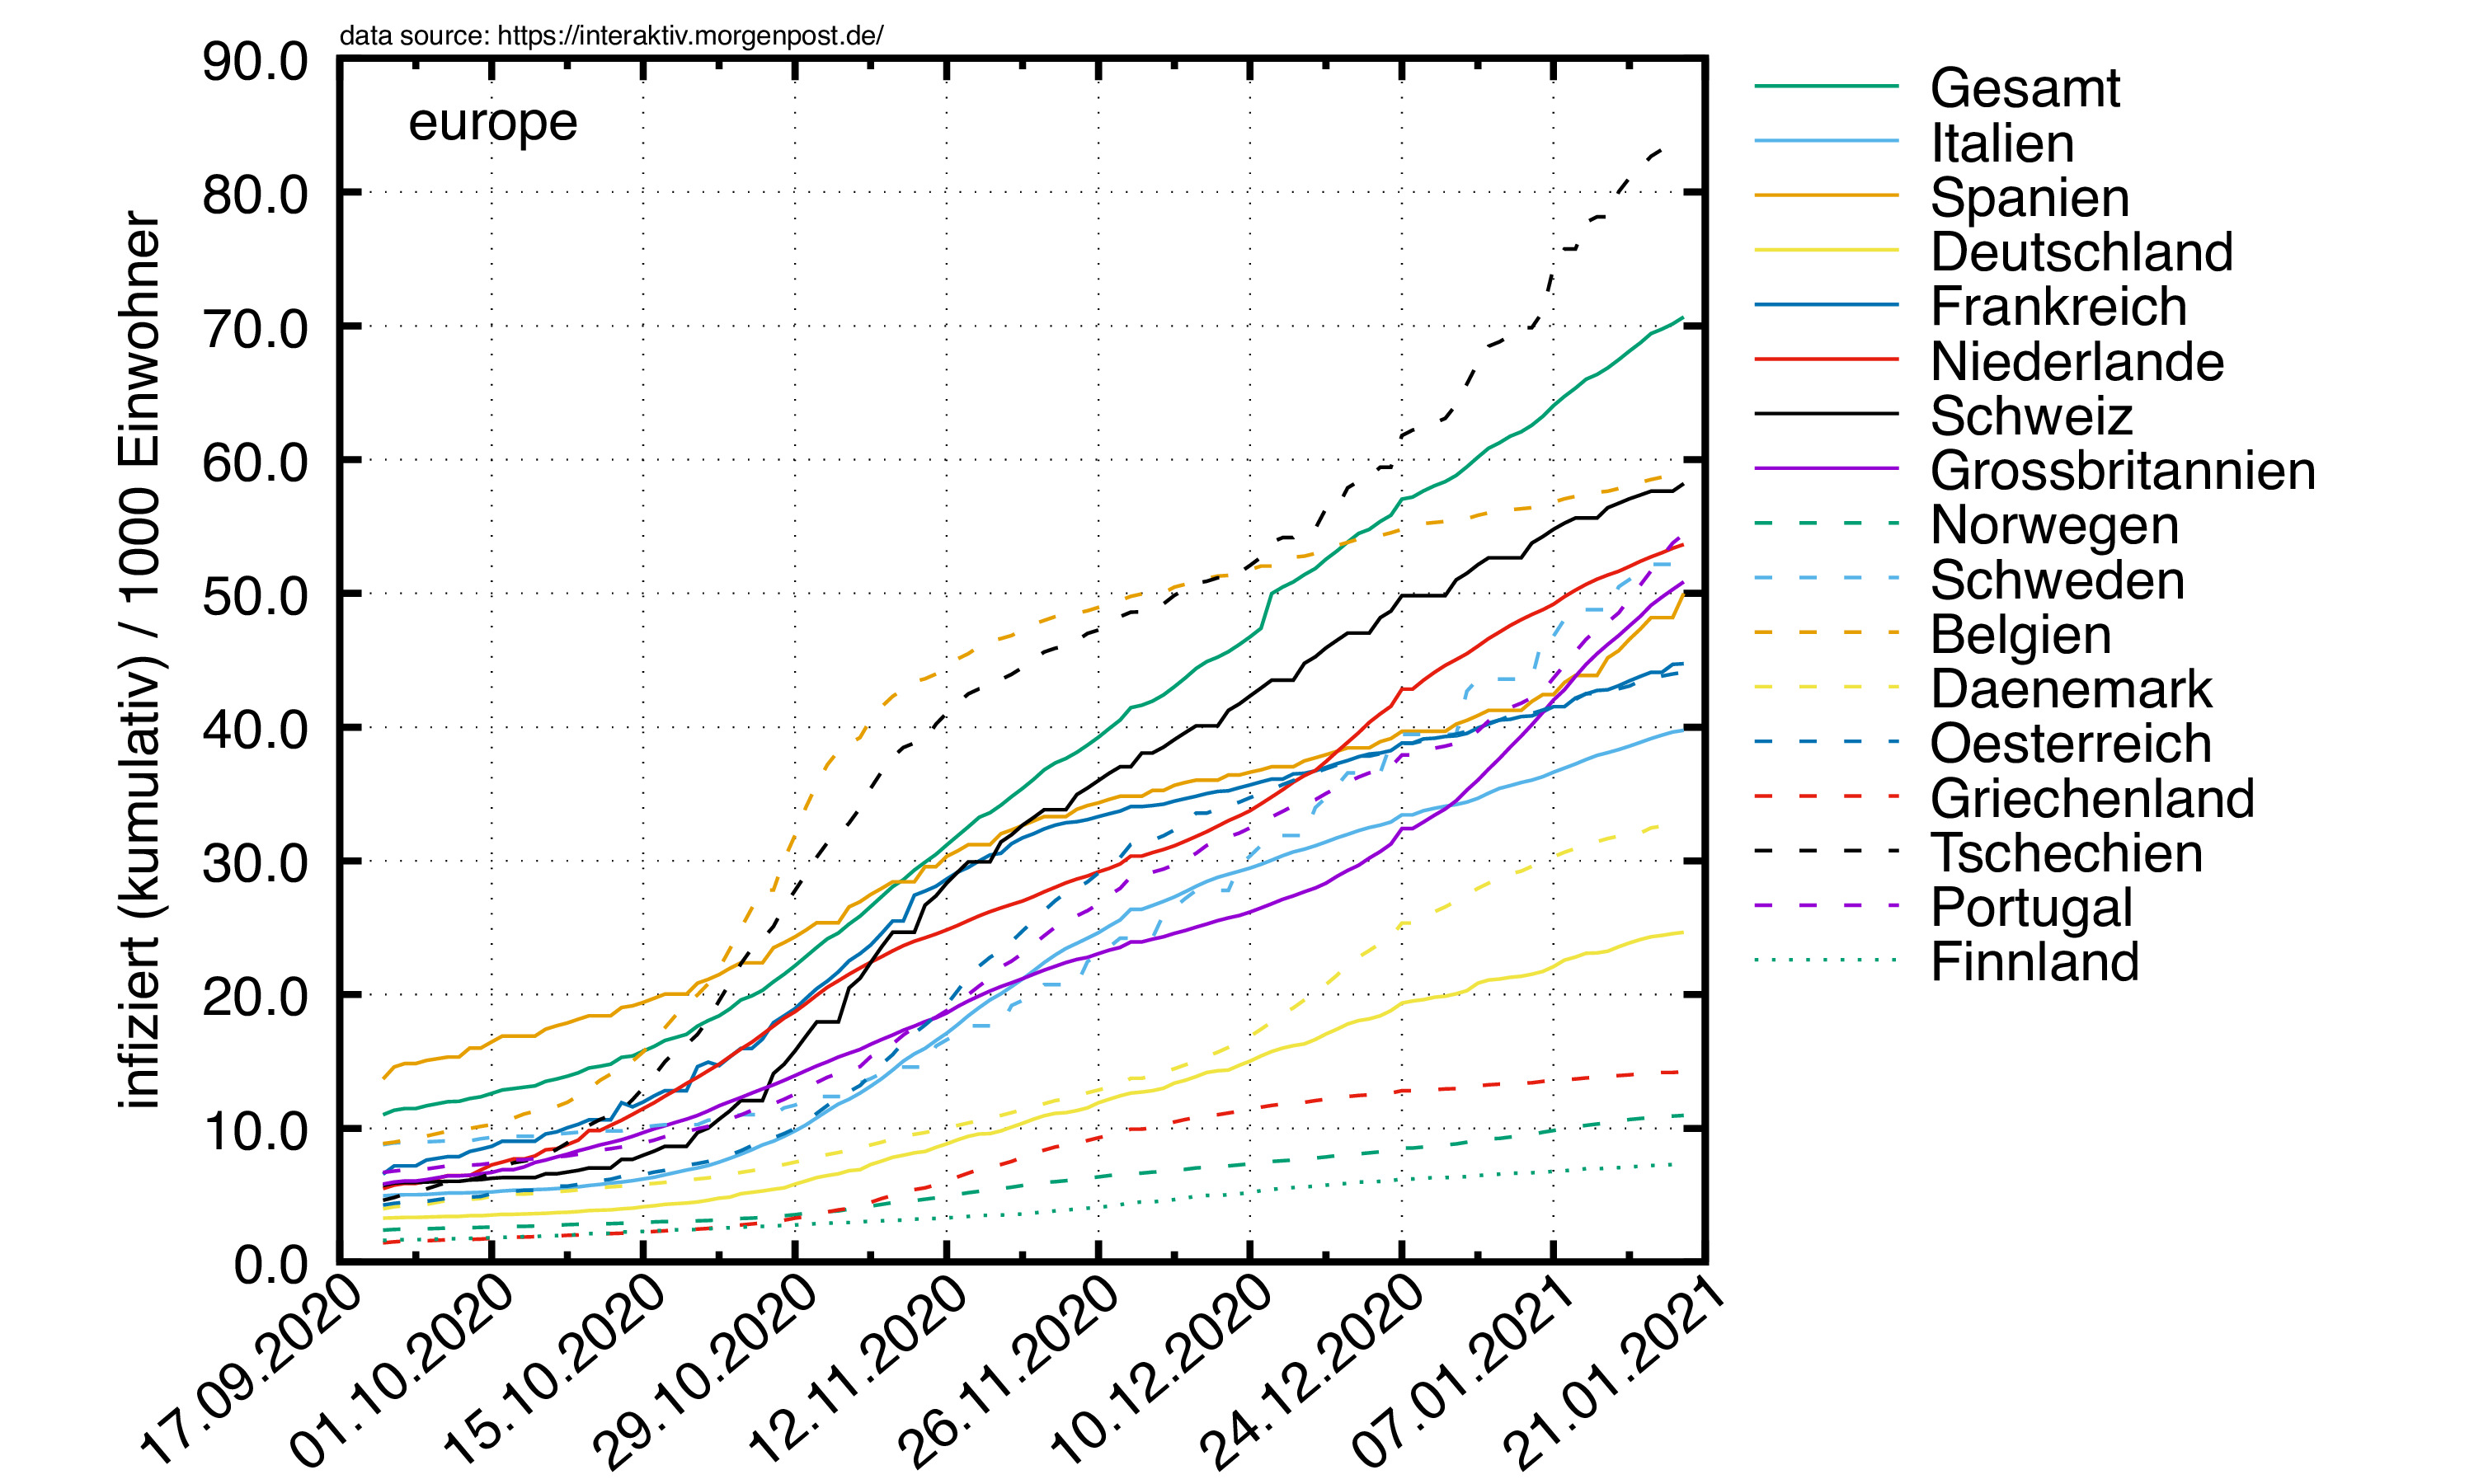 data source: https://interaktiv.morgenpost.de/
europe
infiziert (kumulativ) / 1000 Einwohner
90.0
80.0
70.0
60.0
50.0
40.0
30.0
20.0
10.0
0.0
17.09.2020
01.10.2020
15.10.2020
29.10.2020
12.11.2020
26.11.2020
10.12.2020
24.12.2020
07.01.2021
21.01.2021
Gesamt
Italien
Spanien
Deutschland
Frankreich
Niederlande
Schweiz
Grossbritannien
Norwegen
Schweden
Belgien
Daenemark
Oesterreich
Griechenland
Tschechien
Portugal
Finnland